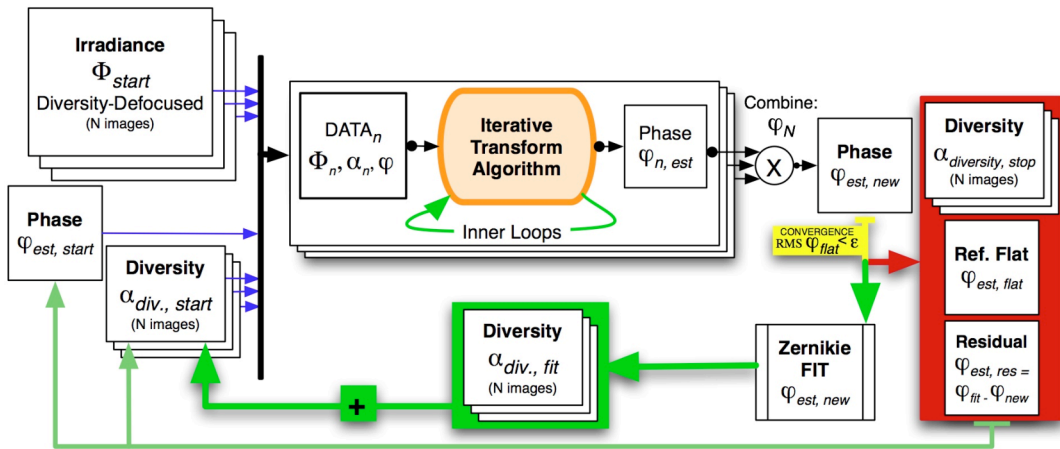 Irradiance
Φstart
Diversity-Defocused
(N images)
Phase
φest, start
Diversity
αdiv., start
(N images)
DATAn
Φn, αn, φ
Iterative
Transform
Algorithm
Inner Loops
Phase
φn, est
Combine:
φN
X
Phase
φest, new
CONVERGENCE
RMS φflat < ε
Diversity
αdiversity, stop
(N images)
Ref. Flat
φest, flat
Residual
φest, res =
φfit - φnew
Zernikie
FIT
φest, new
Diversity
αdiv., fit
(N images)
+